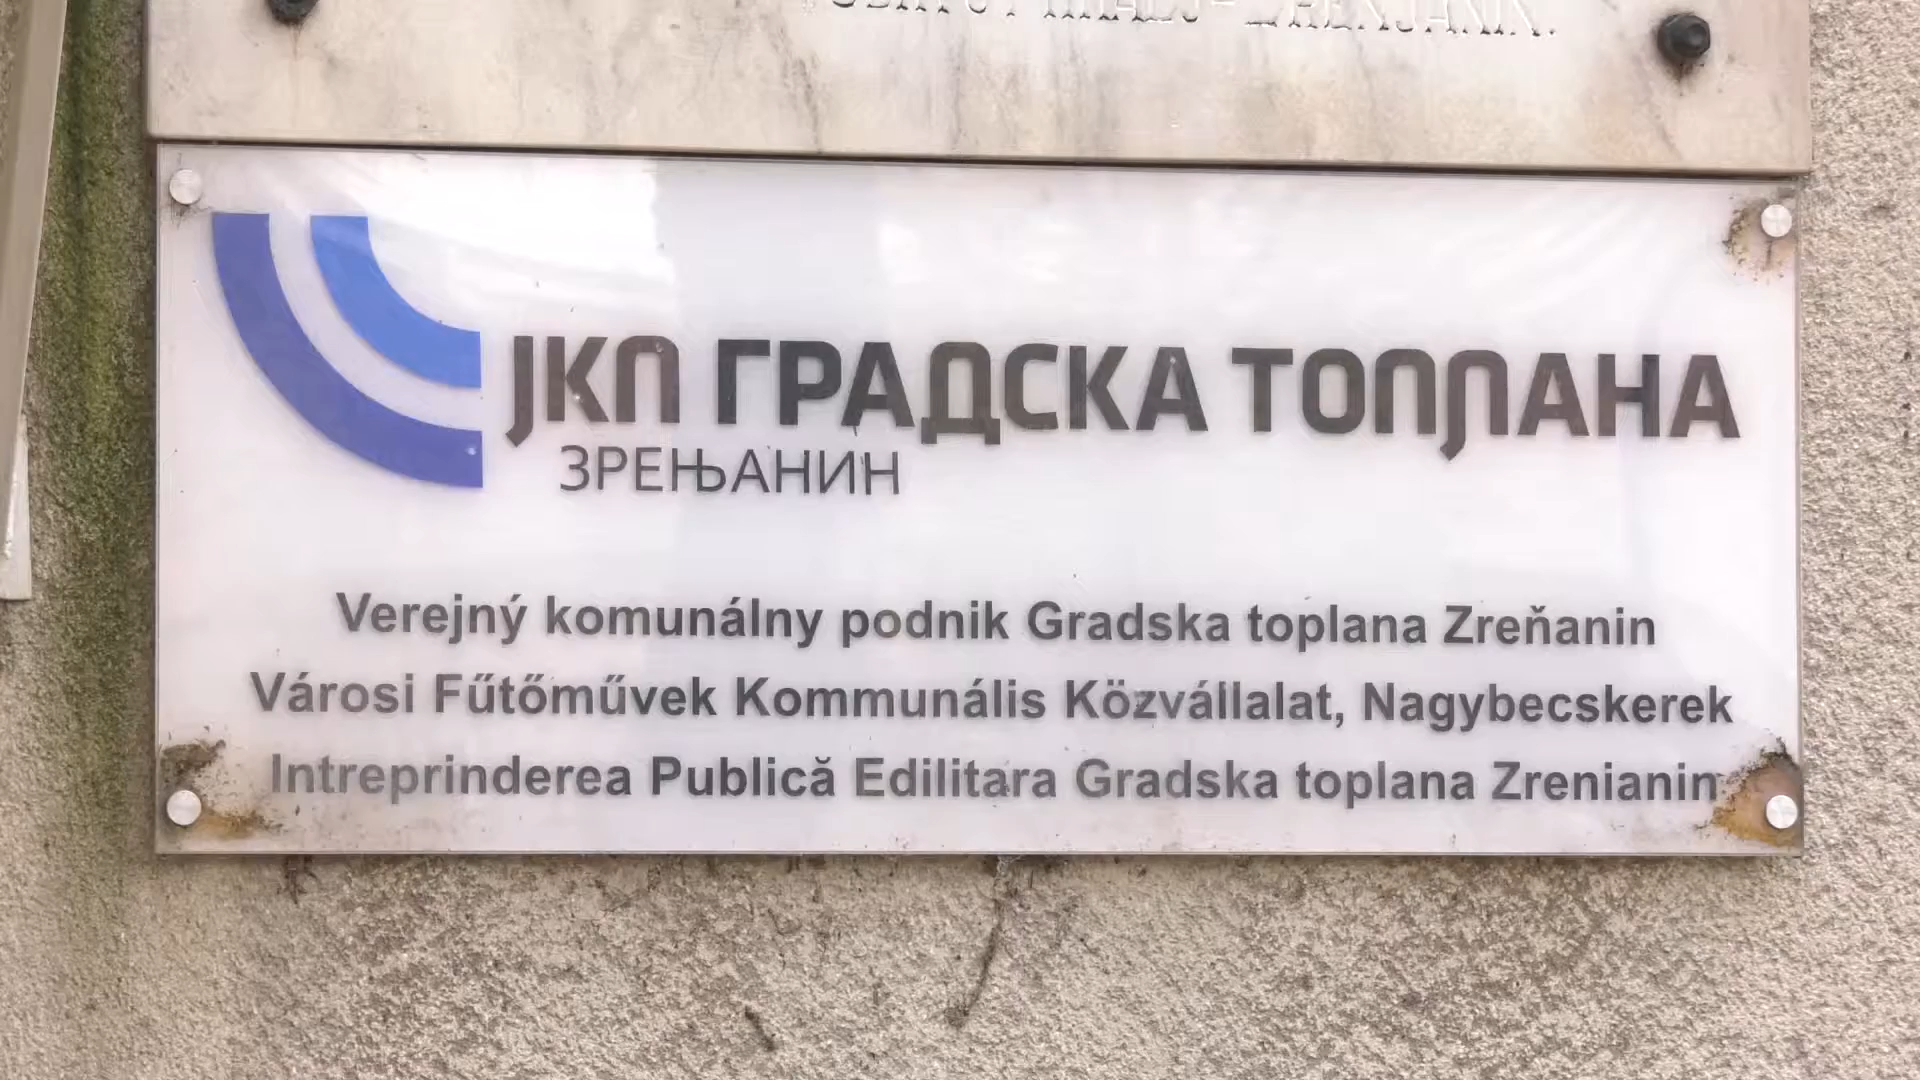 ZRENJANIN.
ЈКП ГРАДСКА ТОПЛАНА
ЗРЕЊАНИН
Verejný komunálny podnik Gradska toplana Zreňanin
Városi Fűtőművek Kommunális Közvállalat, Nagybecskerek
Intreprinderea Publică Edilitara Gradska toplana Zrenianin